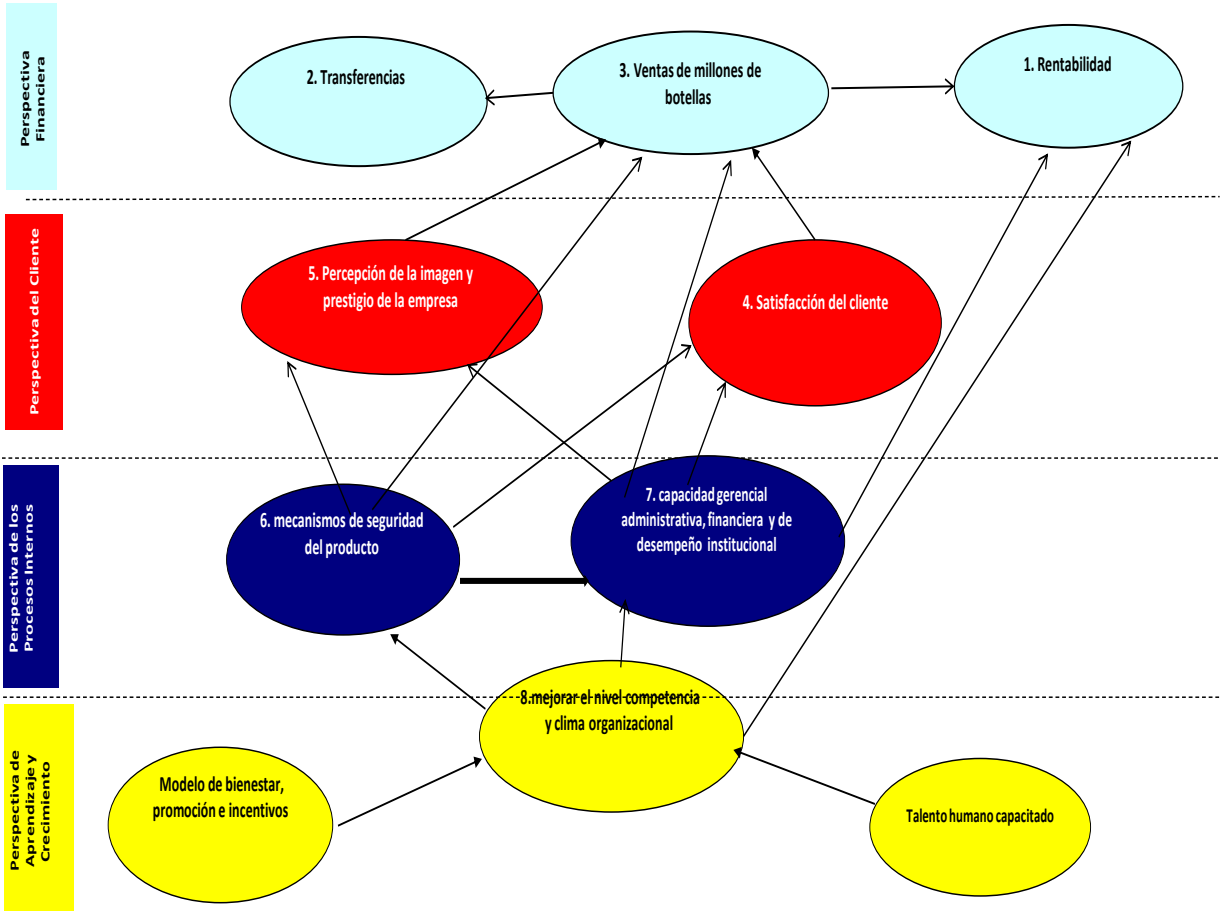 Perspectiva
Financiera
2. Transferencias
3. Ventas de millones de
botellas
1. Rentabilidad
Perspectiva del Cliente
5. Percepción de la imagen y
prestigio de la empresa
4. Satisfacción del cliente
Perspectiva de los
Procesos Internos
6. mecanismos de seguridad
del producto
7. capacidad gerencial
administrativa, financiera y de
desempeño institucional
Perspectiva de
Aprendizaje y
Crecimiento
8.mejorar el nivel competencia
y clima organizacional
Modelo de bienestar,
promoción e incentivos
Talento humano capacitado